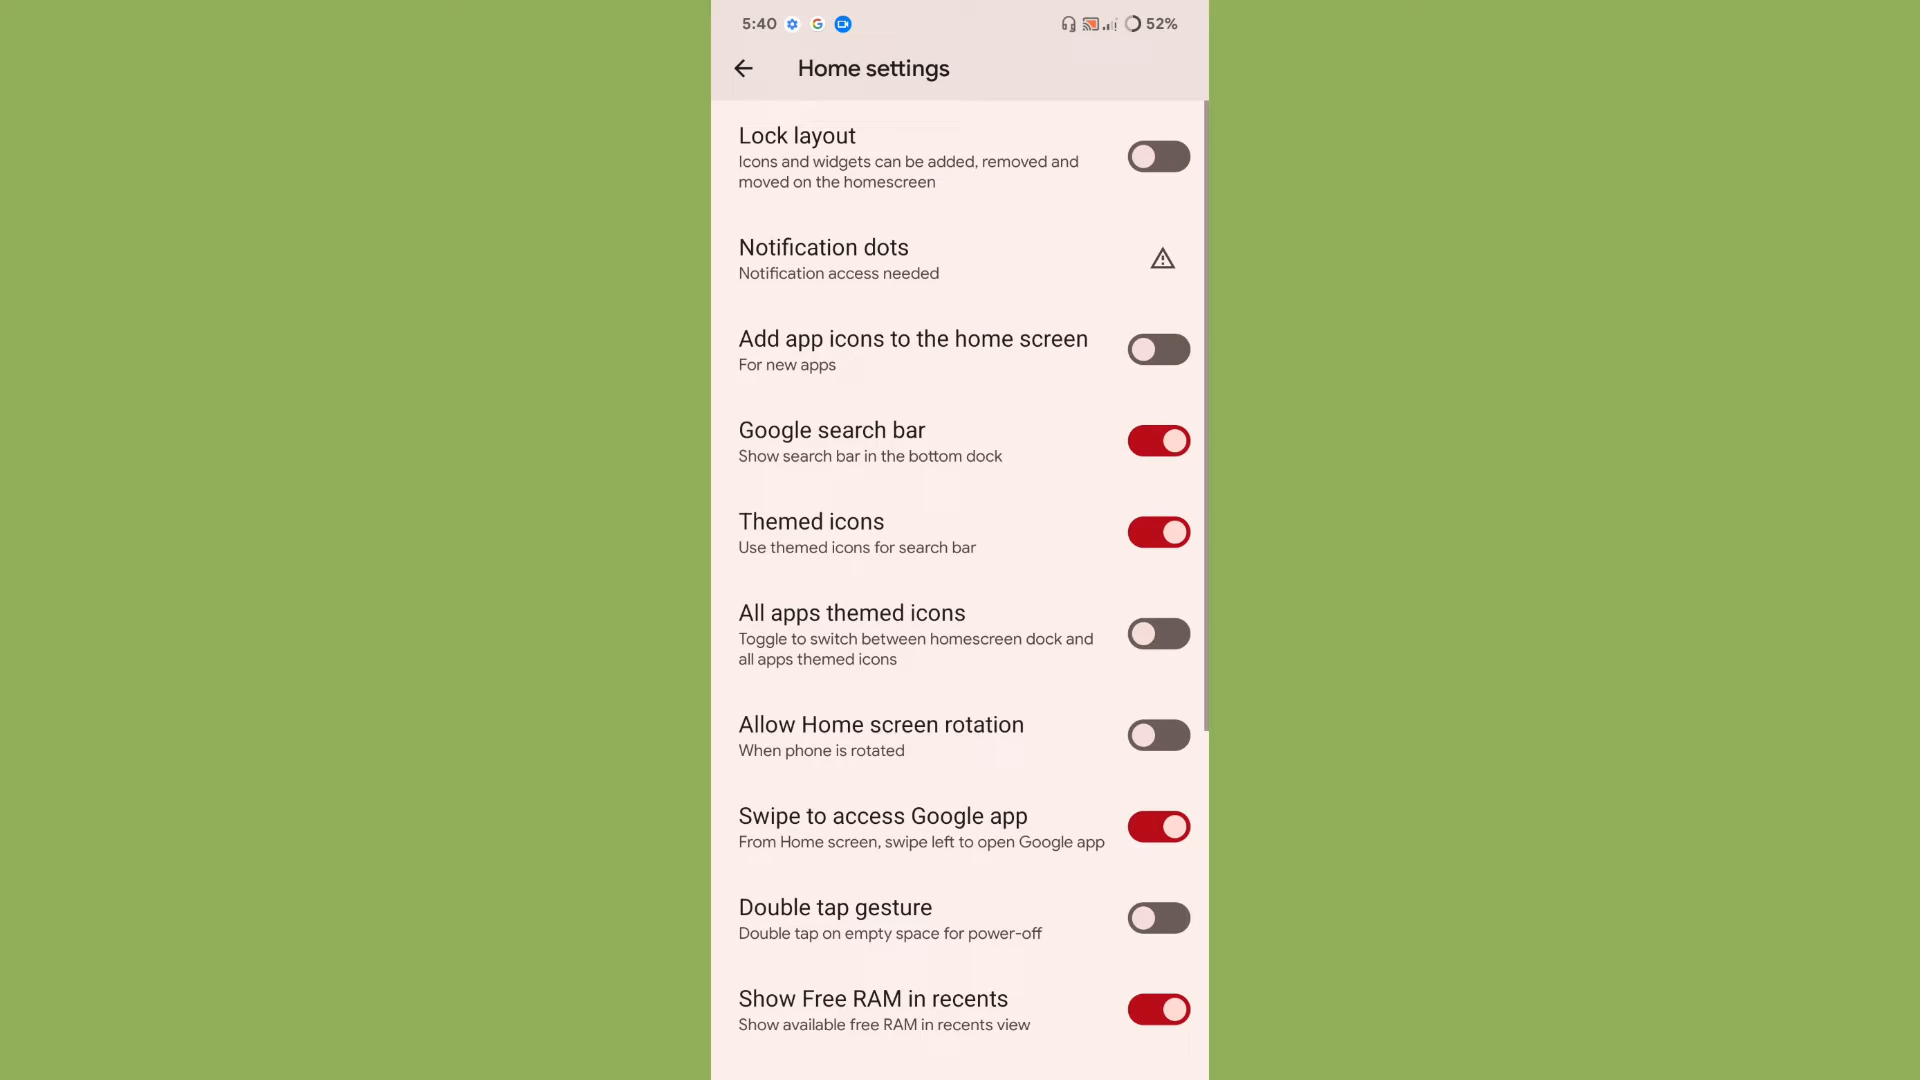 5:40
52%
Home settings
Lock layout
Icons and widgets can be added, removed and
moved on the homescreen
Notification dots
Notification access needed
Add app icons to the home screen
For new apps
Google search bar
Show search bar in the bottom dock
Themed icons
Use themed icons for search bar
All apps themed icons
Toggle to switch between homescreen dock and
all apps themed icons
Allow Home screen rotation
When phone is rotated
Swipe to access Google app
From Home screen, swipe left to open Google app
Double tap gesture
Double tap on empty space for power-off
Show Free RAM in recents
Show available free RAM in recents view